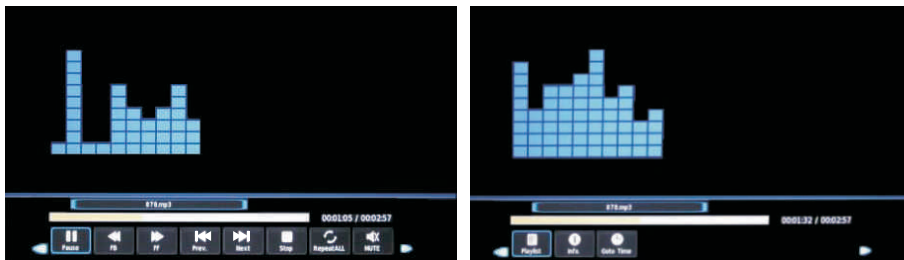 878.mp3
00:01:05 / 00:02:57
Pause FB FF Prev. Next Stop RepeatALL MUTE
878.mp3
00:01:32 / 00:02:57
Playlist Info. Goto Time